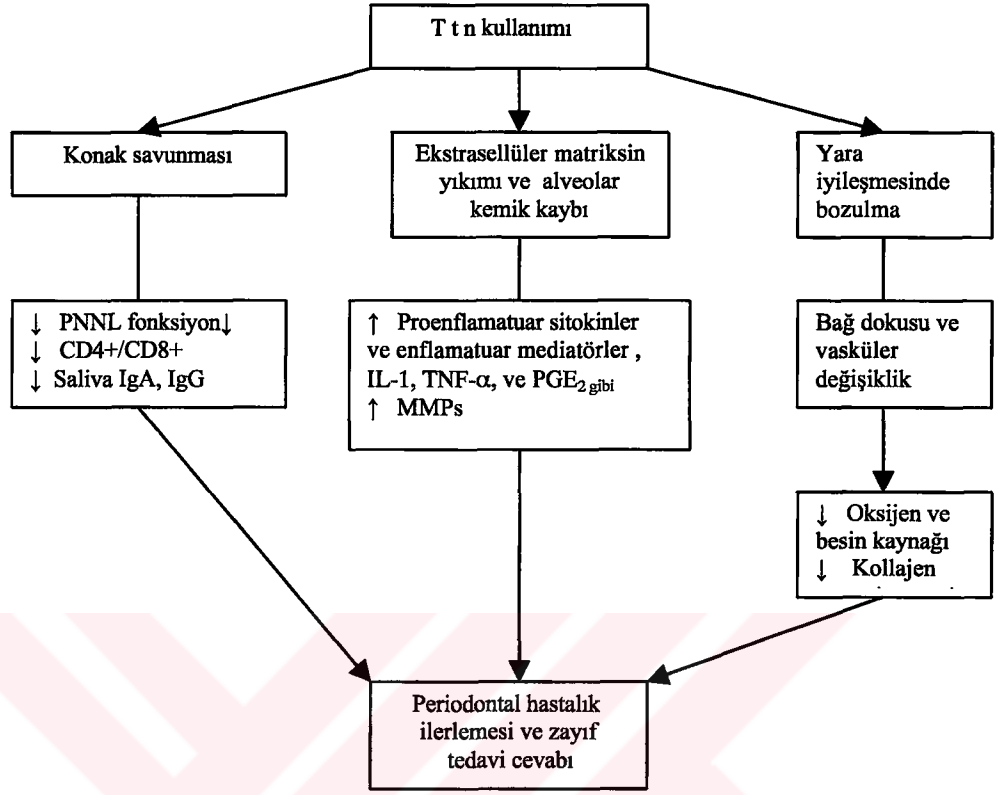 T t n kullanımı
Konak savunması
Ekstrasellüler matriksin
yıkımı ve alveolar
kemik kaybı
Yara
iyileşmesinde
bozulma
↓ PNNL fonksiyon↓
↓ CD4+/CD8+
↓ Saliva IgA, IgG
↑ Proenflamatuar sitokinler
ve enflamatuar mediatörler ,
IL-1, TNF-α, ve PGE2 gibi
↑ MMPs
Bağ dokusu ve
vasküler
değişiklik
↓ Oksijen ve
besin kaynağı
↓ Kollajen
Periodontal hastalık
ilerlemesi ve zayıf
tedavi cevabı